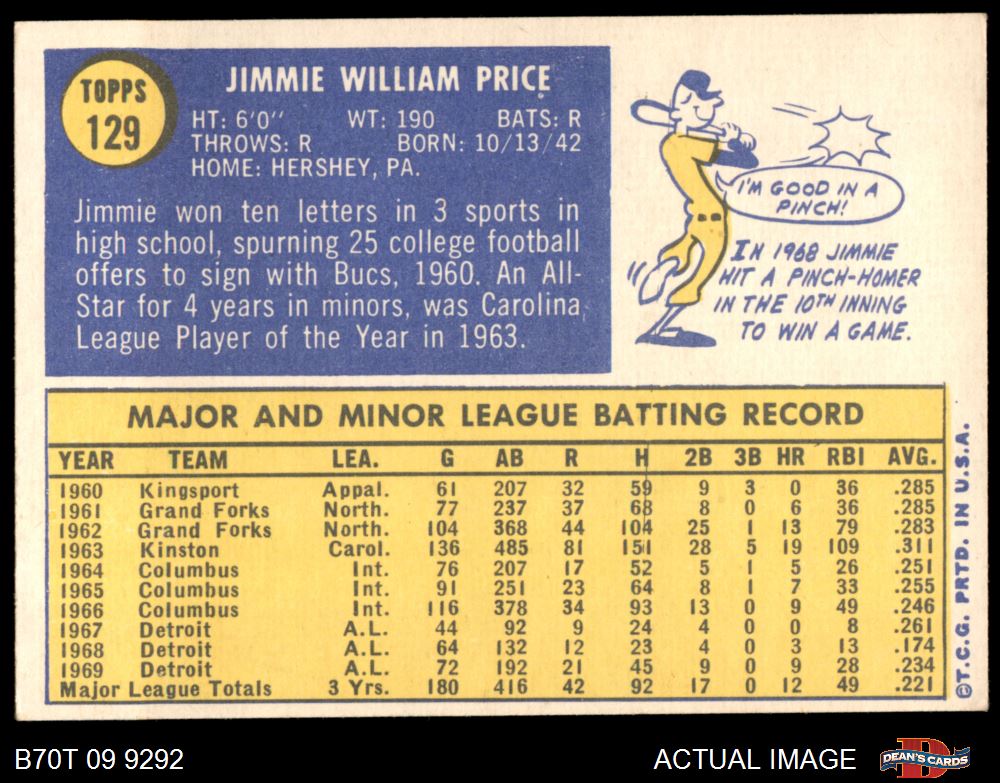 TOPPS
129
JIMMIE WILLIAM PRICE
HT: 6'0" WT: 190 BATS: R
THROWS: R BORN: 10/13/42
HOME: HERSHEY, PA.
Jimmie won ten letters in 3 sports in
high school, spurning 25 college football
offers to sign with Bucs, 1960. An All-
Star for 4 years in minors, was Carolina
League Player of the Year in 1963.
I'M GOOD IN A
PINCH!
IN 1968 JIMMIE
HIT A PINCH-HOMER
IN THE 10TH INNING
TO WIN A GAME.
MAJOR AND MINOR LEAGUE BATTING RECORD
YEAR TEAM LEA. G AB R H 2B 3B HR RBI AVG.
1960 Kingsport Appal. 61 207 32 59 9 3 0 36 .285
1961 Grand Forks North. 77 237 37 68 8 0 6 36 .285
1962 Grand Forks North. 104 368 44 104 25 1 13 79 .283
1963 Kinston Carol. 136 485 81 151 28 5 19 109 .311
1964 Columbus Int. 76 207 17 52 5 1 5 26 .251
1965 Columbus Int. 91 251 23 64 8 1 7 33 .255
1966 Columbus Int. 116 378 34 93 13 0 9 49 .246
1967 Detroit A.L. 44 92 9 24 4 0 0 8 .261
1968 Detroit A.L. 64 132 12 23 4 0 3 13 .174
1969 Detroit A.L. 72 192 21 45 9 0 9 28 .234
Major League Totals 3 Yrs. 180 416 42 92 17 0 12 49 .221
©T.C.G. PRTD. IN U.S.A.
B70T 09 9292
ACTUAL IMAGE
D
DEAN'S CARDS